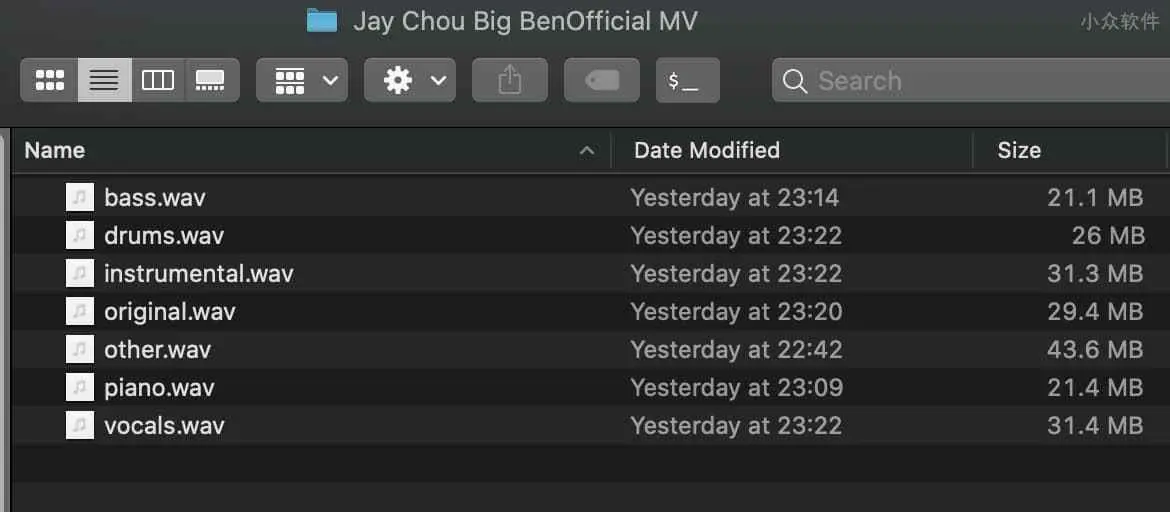 Jay Chou Big BenOfficial MV
小众软件
$_
Search
Name Date Modified Size
bass.wav Yesterday at 23:14 21.1 MB
drums.wav Yesterday at 23:22 26 MB
instrumental.wav Yesterday at 23:22 31.3 MB
original.wav Yesterday at 23:20 29.4 MB
other.wav Yesterday at 22:42 43.6 MB
piano.wav Yesterday at 23:09 21.4 MB
vocals.wav Yesterday at 23:22 31.4 MB